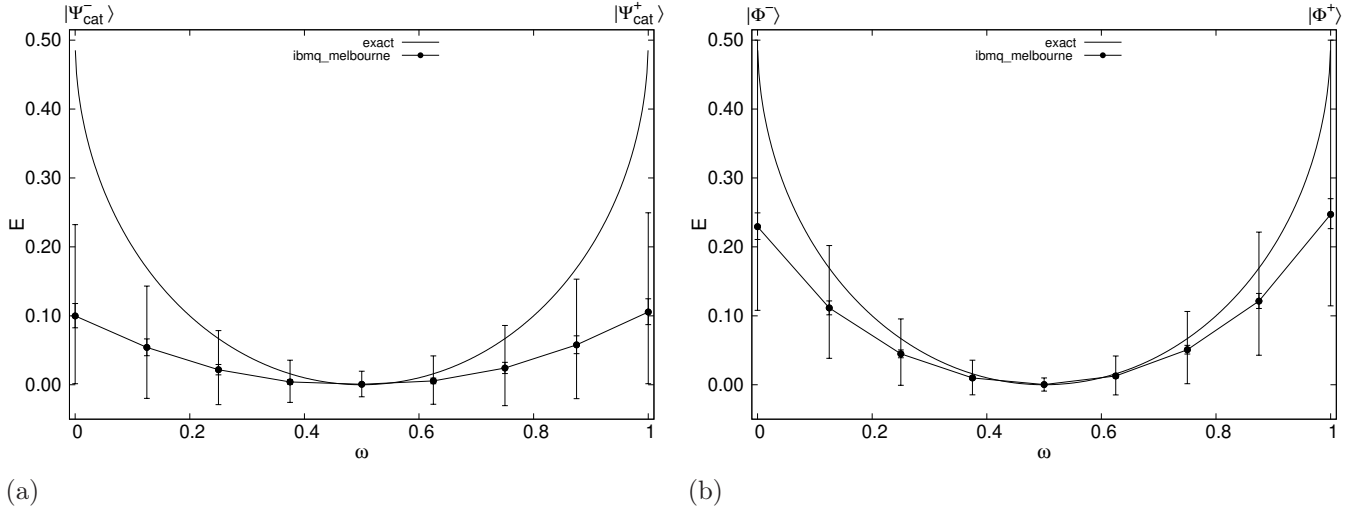 |Ψ⁻cat⟩ |Ψ⁺cat⟩
0.50
0.40
0.30
0.20
0.10
0.00
E
exact
ibmq_melbourne
0 0.2 0.4 0.6 0.8 1
ω
(a)
|Φ⁻⟩ |Φ⁺⟩
0.50
0.40
0.30
0.20
0.10
0.00
E
exact
ibmq_melbourne
0 0.2 0.4 0.6 0.8 1
ω
(b)